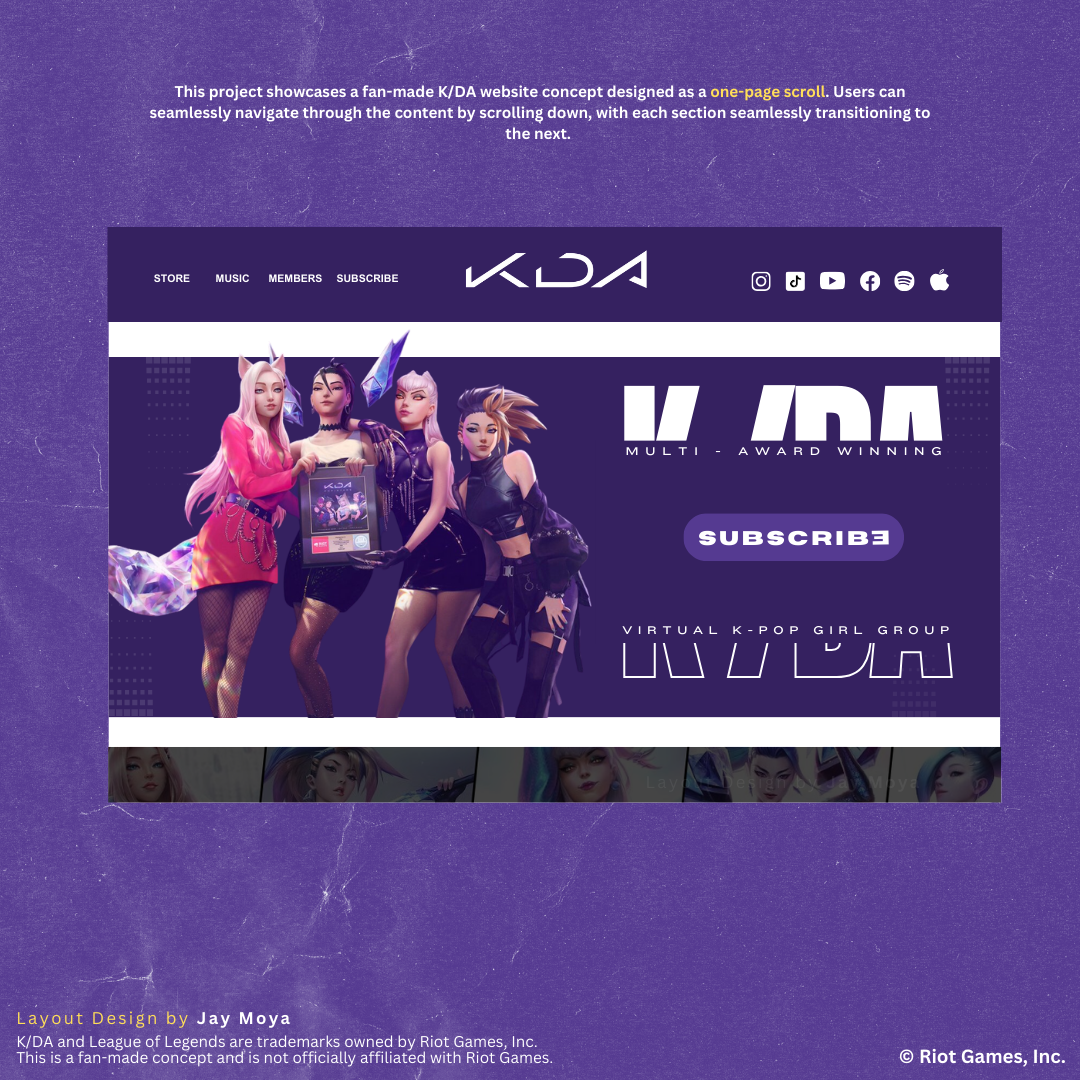 This project showcases a fan-made K/DA website concept designed as a one-page scroll. Users can
seamlessly navigate through the content by scrolling down, with each section seamlessly transitioning to
the next.
STORE MUSIC MEMBERS SUBSCRIBE
KDA
K/DA
MULTI - AWARD WINNING
KDA
SUBSCRIBE
VIRTUAL K-POP GIRL GROUP
K/DA
Layout Design by Jay Moya
Layout Design by Jay Moya
K/DA and League of Legends are trademarks owned by Riot Games, Inc.
This is a fan-made concept and is not officially affiliated with Riot Games.
© Riot Games, Inc.